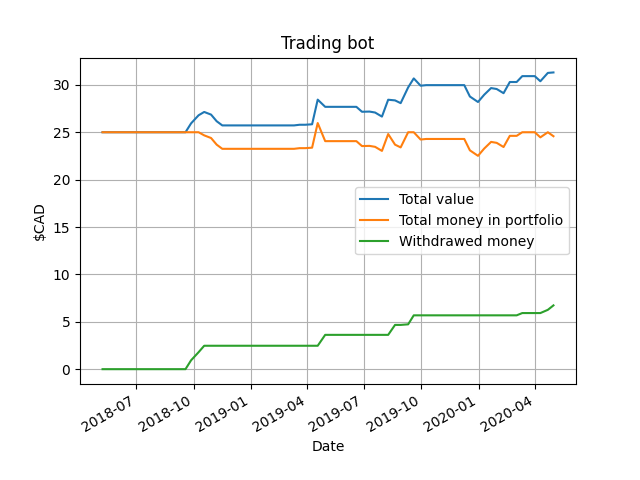 Trading bot
$CAD
30
25
20
15
10
5
0
Total value
Total money in portfolio
Withdrawed money
2018-07
2018-10
2019-01
2019-04
2019-07
2019-10
2020-01
2020-04
Date